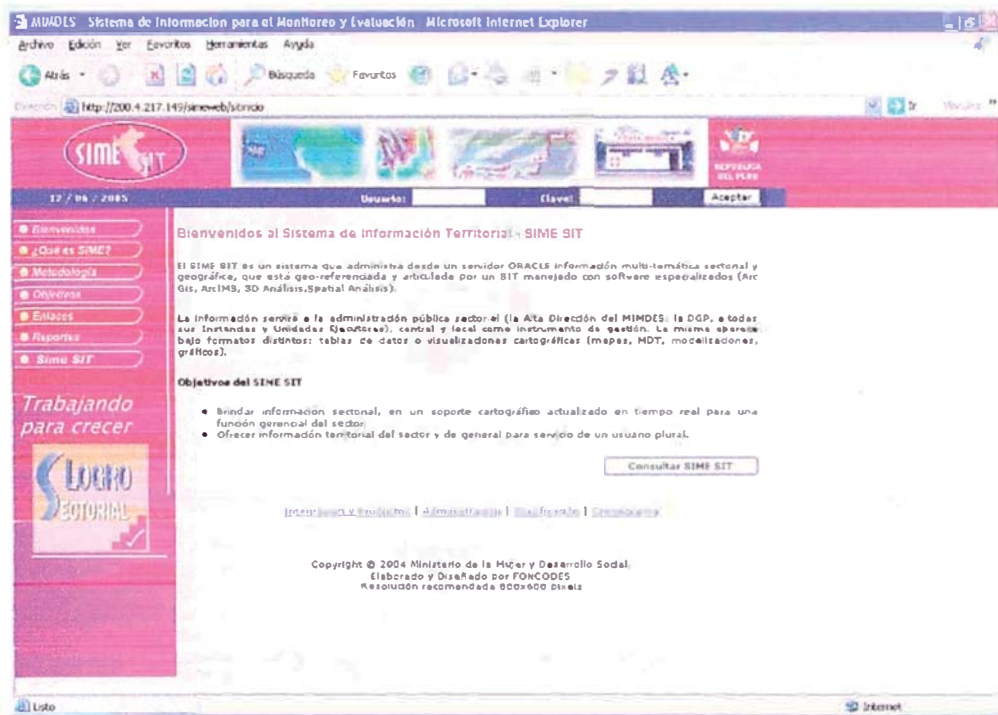 MIMDES Sistema de Informacion para el Monitoreo y Evaluación Microsoft Internet Explorer
Archivo Edición Ver Favoritos Herramientas Ayuda
Atrás Búsqueda Favoritos
Dirección http://200.4.217.149/simeweb/sitinicio Ir
SIME SIT
REPUBLICA DEL PERU
12 / 06 / 2005 Usuario: Clave: Aceptar
Bienvenidos
¿Qué es SIME?
Metodología
Objetivos
Enlaces
Reportes
Sime SIT
Trabajando
para crecer
LOGRO
SECTORIAL
Bienvenidos al Sistema de Información Territorial - SIME SIT
El SIME SIT es un sistema que administra desde un servidor ORACLE información multi-temática sectorial y
geográfica, que está geo-referenciada y articulada por un SIT manejado con software especializados (Arc
Gis, ArcIMS, 3D Análisis,Spatial Análisis).
La información servirá a la administración pública sectorial (la Alta Dirección del MIMDES, la DGP, a todas
sus Instancias y Unidades Ejecutoras), central y local como instrumento de gestión. La misma aparece
bajo formatos distintos: tablas de datos o visualizaciones cartográficas (mapas, MDT, modelizaciones,
gráficos).
Objetivos del SIME SIT
Brindar información sectorial, en un soporte cartográfico actualizado en tiempo real para una
función gerencial del sector.
Ofrecer información territorial del sector y de general para servicio de un usuario plural.
Consultar SIME SIT
| Administración | | Cronograma
Copyright © 2004 Ministerio de la Mujer y Desarrollo Social.
Elaborado y Diseñado por FONCODES
Resolución recomendada 800x600 pixels
Listo Internet